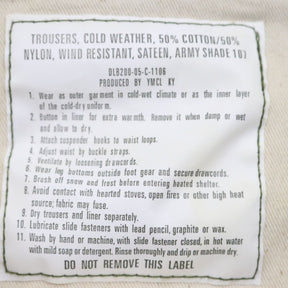 TROUSERS, COLD WEATHER, 50% COTTON/50%
NYLON, WIND RESISTANT, SATEEN, ARMY SHADE 107
DLB200-05-C-1106
PRODUCED BY YMCL KY
1. Wear as outer garment in cold-wet climate or as the inner layer
of the cold-dry uniform.
2. Button in liner for extra warmth. Remove it when damp or wet
and allow to dry.
3. Attach suspender hooks to waist loops.
4. Adjust waist by buckle straps.
5. Ventilate by loosening drawcords.
6. Wear leg bottoms outside foot gear and secure drawcords.
7. Brush off snow and frost before entering heated shelter.
8. Avoid contact with hearted stoves, open fires or other high heat
source; fabric may fuse.
9. Dry trousers and liner separately.
10. Lubricate slide fasteners with lead pencil, graphite or wax.
11. Wash by hand or machine, with slide fastener closed, in hot water
with mild soap or detergent. Rinse thoroughly and drip or machine dry.
DO NOT REMOVE THIS LABEL